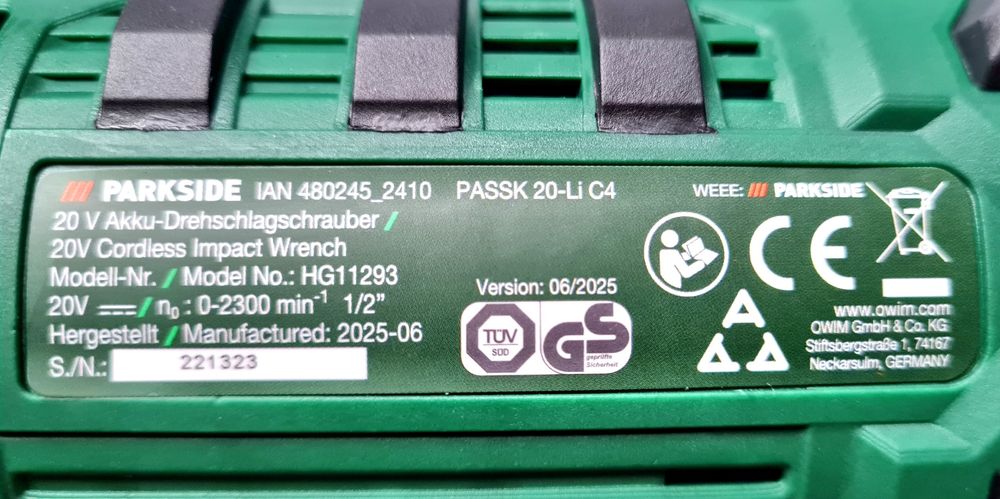 PARKSIDE IAN 480245_2410 PASSK 20-Li C4
20 V Akku-Drehschlagschrauber /
20V Cordless Impact Wrench
Modell-Nr. / Model No.: HG11293
20V ⎓ / n₀ : 0-2300 min⁻¹ 1/2"
Hergestellt / Manufactured: 2025-06
S./N.: 221323
Version: 06/2025
TÜV
SÜD
GS
geprüfte
Sicherheit
WEEE: PARKSIDE
CE
www.owim.com
OWIM GmbH & Co. KG
Stiftsbergstraße 1, 74167
Neckarsulm, GERMANY